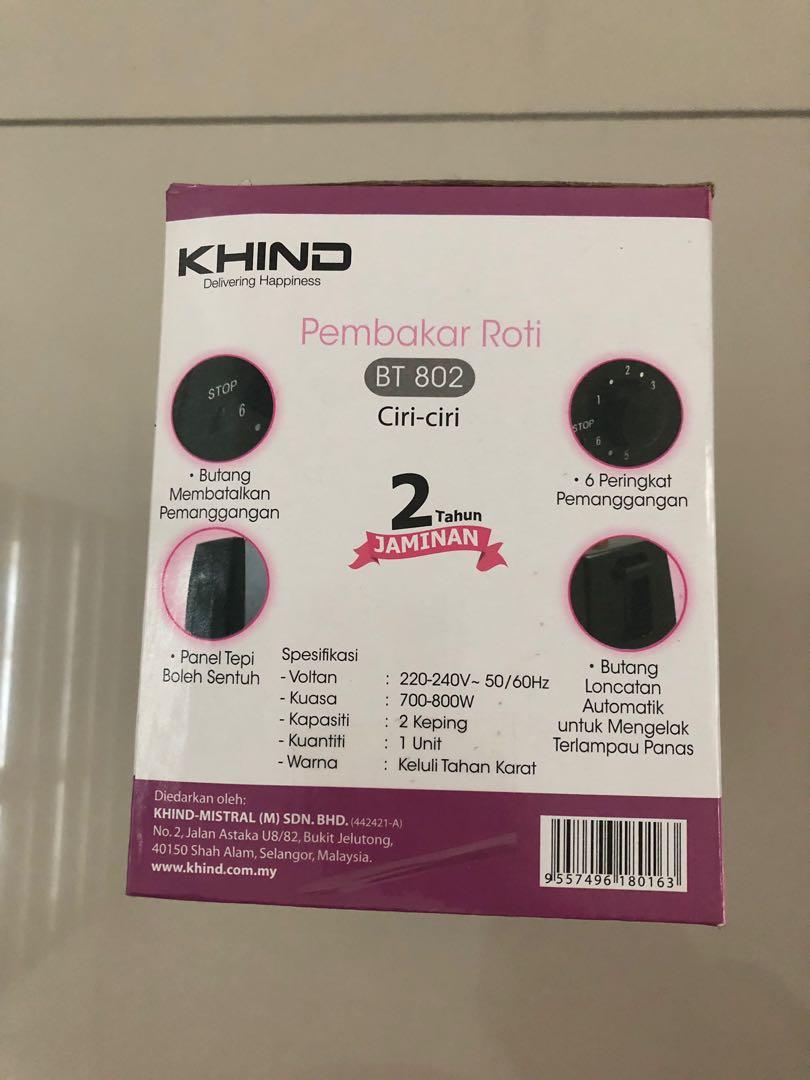 KHIND
Delivering Happiness
Pembakar Roti
BT 802
Ciri-ciri
STOP
6
• Butang
Membatalkan
Pemanggangan
1
2
3
STOP
6
5
• 6 Peringkat
Pemanggangan
2 Tahun
JAMINAN
• Panel Tepi
Boleh Sentuh
• Butang
Loncatan
Automatik
untuk Mengelak
Terlampau Panas
Spesifikasi
- Voltan : 220-240V~ 50/60Hz
- Kuasa : 700-800W
- Kapasiti : 2 Keping
- Kuantiti : 1 Unit
- Warna : Keluli Tahan Karat
Diedarkan oleh:
KHIND-MISTRAL (M) SDN. BHD. (442421-A)
No. 2, Jalan Astaka U8/82, Bukit Jelutong,
40150 Shah Alam, Selangor, Malaysia.
www.khind.com.my
9 557496 180163